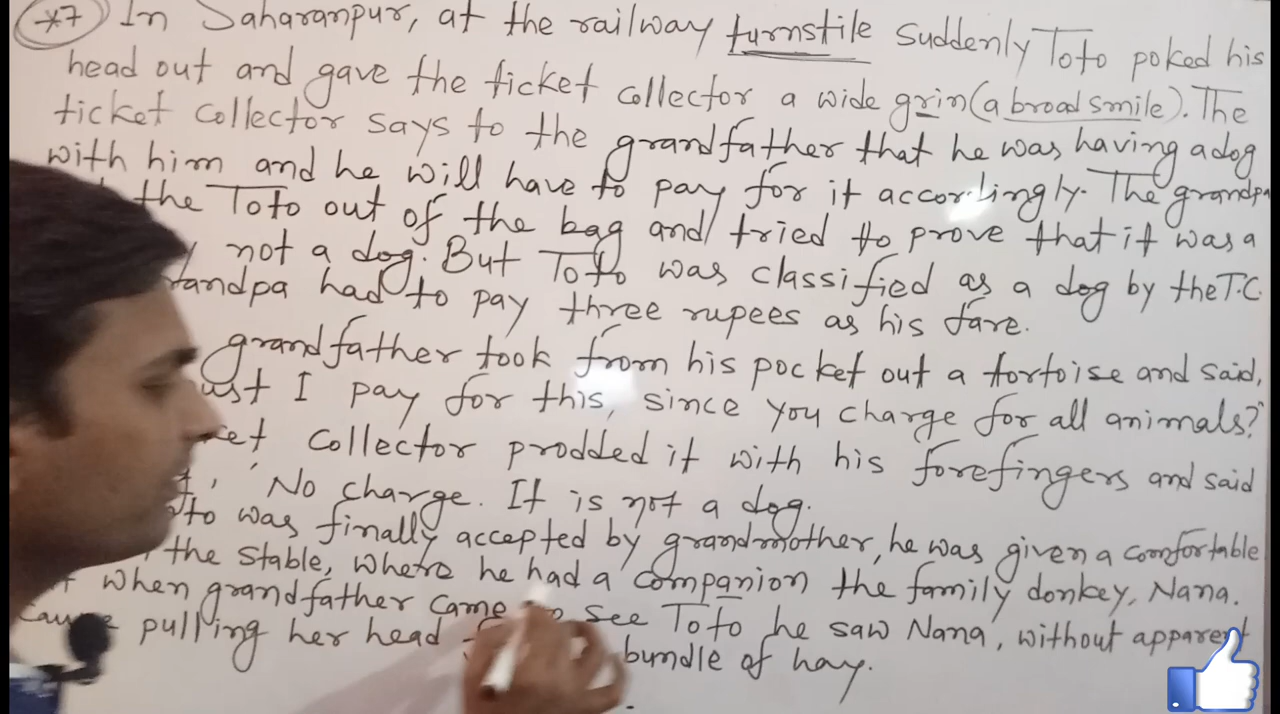 *7) In Saharanpur, at the railway turnstile suddenly Toto poked his
head out and gave the ticket collector a wide grin (a broad smile). The
ticket collector says to the grandfather that he was having a dog
with him and he will have to pay for it accordingly. The grandpa
the Toto out of the bag and tried to prove that it was a
not a dog. But Toto was classified as a dog by the T.C.
had to pay three rupees as his fare.
grandfather took from his pocket out a tortoise and said,
I pay for this, since you charge for all animals?"
collector prodded it with his forefingers and said
' No charge. It is not a dog.
was finally accepted by grandmother, he was given a comfortable
the stable, where he had a companion the family donkey, Nana.
when grandfather came see Toto he saw Nana, without apparent
pulling her head bundle of hay.